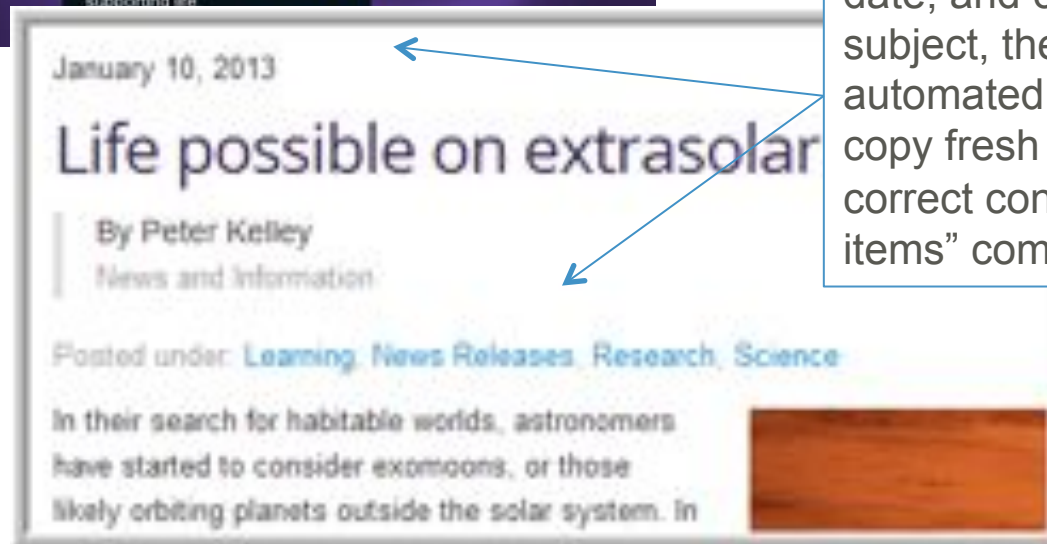 supporting life
January 10, 2013
Life possible on extrasolar
By Peter Kelley
News and Information
Posted under: Learning, News Releases, Research, Science
In their search for habitable worlds, astronomers
have started to consider exomoons, or those
likely orbiting planets outside the solar system. In
subject, the
automated
copy fresh
correct con
items” com